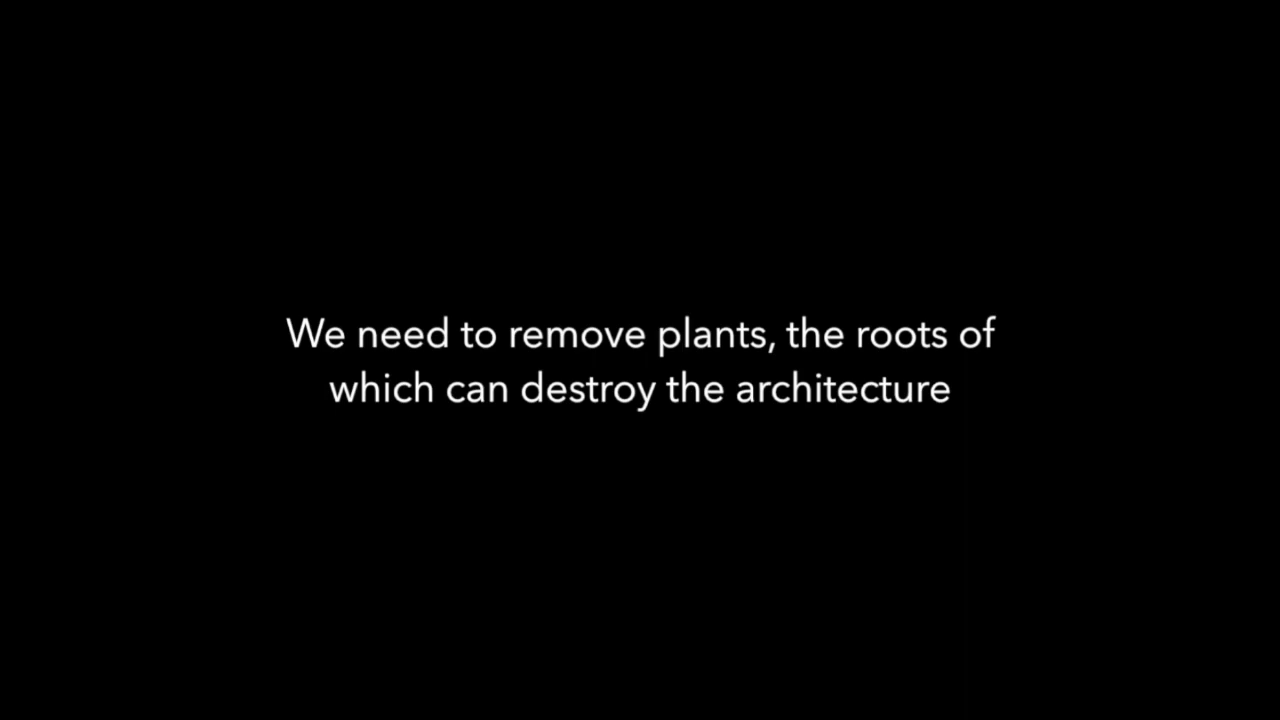 We need to remove plants, the roots of
which can destroy the architecture